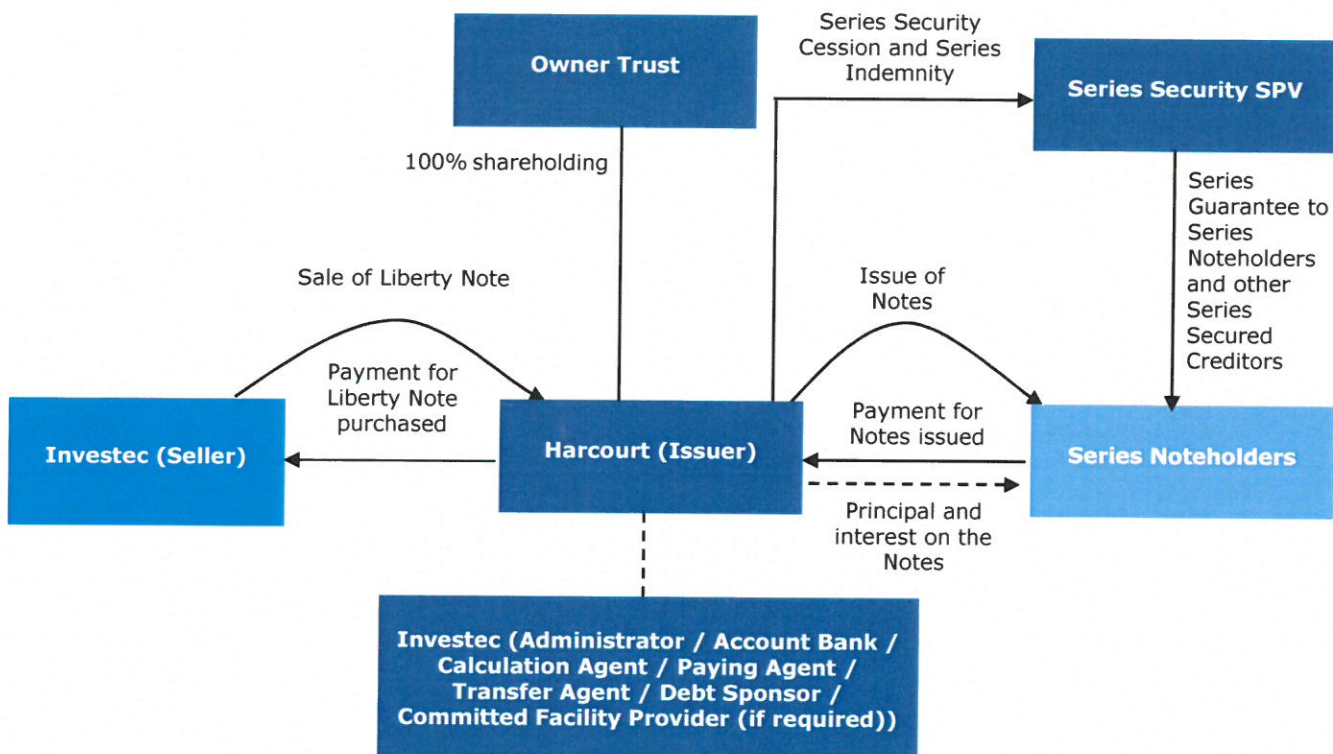 Owner Trust
Series Security
Cession and Series
Indemnity
Series Security SPV
100% shareholding
Series
Guarantee to
Series
Noteholders
and other
Series
Secured
Creditors
Sale of Liberty Note
Issue of
Notes
Payment for
Liberty Note
purchased
Payment for
Notes issued
Investec (Seller)
Harcourt (Issuer)
Series Noteholders
Principal and
interest on the
Notes
Investec (Administrator / Account Bank /
Calculation Agent / Paying Agent /
Transfer Agent / Debt Sponsor /
Committed Facility Provider (if required))